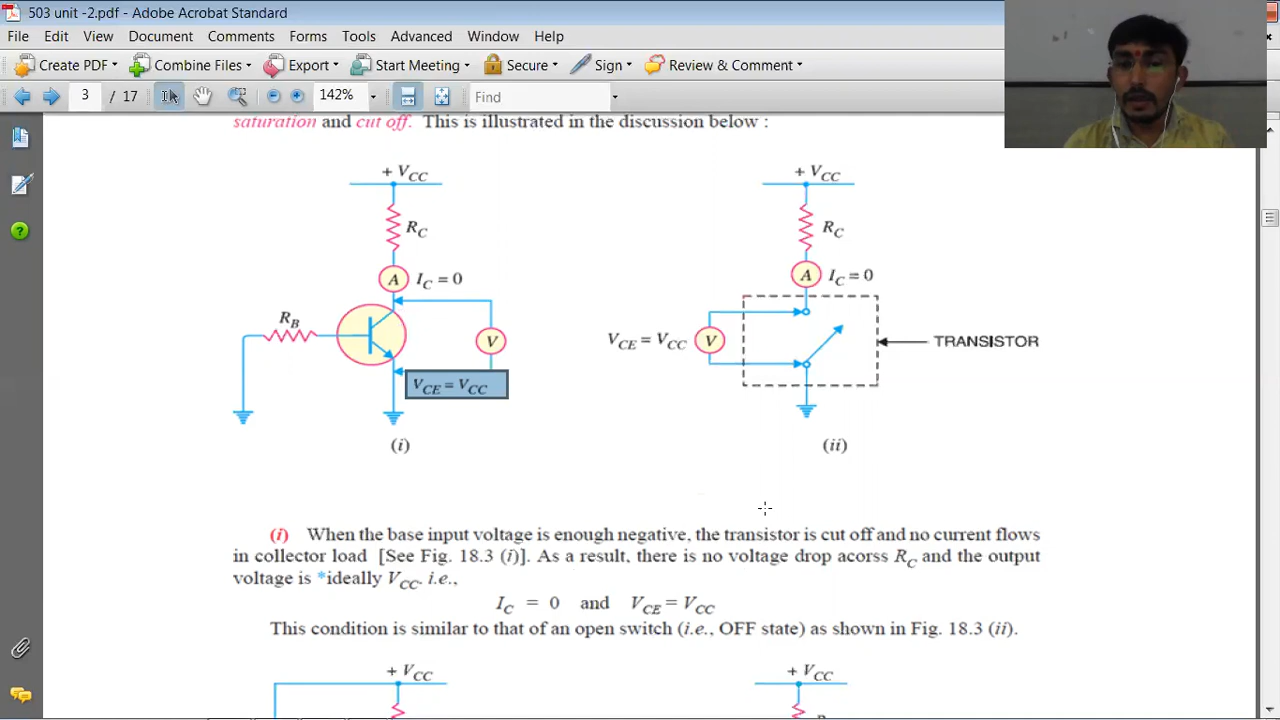 503 unit -2.pdf - Adobe Acrobat Standard
File Edit View Document Comments Forms Tools Advanced Window Help
Create PDF Combine Files Export Start Meeting Secure Sign Review & Comment
3 / 17 142% Find
saturation and cut off. This is illustrated in the discussion below :
+ VCC
RC
A IC = 0
RB
V
VCE = VCC
(i)
+ VCC
RC
A IC = 0
VCE = VCC V
TRANSISTOR
(ii)
(i) When the base input voltage is enough negative, the transistor is cut off and no current flows
in collector load [See Fig. 18.3 (i)]. As a result, there is no voltage drop acorss RC and the output
voltage is *ideally VCC. i.e.,
IC = 0 and VCE = VCC
This condition is similar to that of an open switch (i.e., OFF state) as shown in Fig. 18.3 (ii).
+ VCC
+ VCC